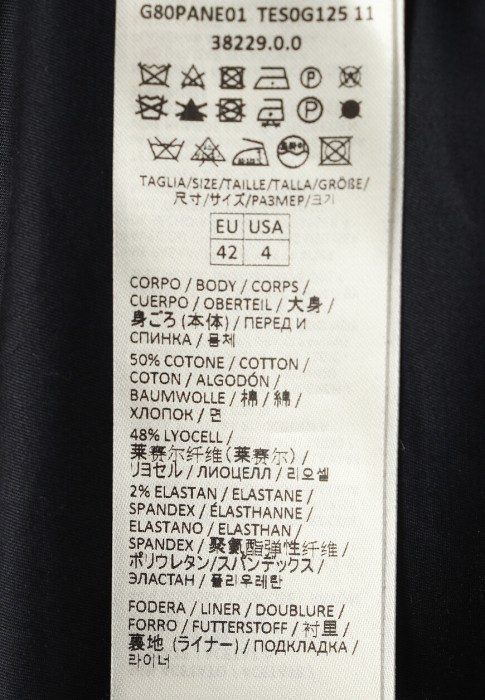 G80PANE01 TES0G125 11
38229.0.0
TAGLIA/SIZE/TAILLE/TALLA/GRÖßE/
尺寸/サイズ/РАЗМЕР/크기
EU USA
42 4
CORPO / BODY / CORPS /
CUERPO / OBERTEIL / 大身 /
身ごろ (本体) / ПЕРЕД И
СПИНКА / 몸체
50% COTONE / COTTON /
COTON / ALGODÓN /
BAUMWOLLE / 棉 / 綿 /
ХЛОПОК / 면
48% LYOCELL /
莱赛尔纤维(莱赛尔) /
リヨセル / ЛИОЦЕЛЛ / 리오셀
2% ELASTAN / ELASTANE /
SPANDEX / ÉLASTHANNE /
ELASTANO / ELASTHAN /
SPANDEX / 聚氨酯弹性纤维 /
ポリウレタン/スパンデックス /
ЭЛАСТАН / 폴리우레탄
FODERA / LINER / DOUBLURE /
FORRO / FUTTERSTOFF / 衬里 /
裏地 (ライナー) / ПОДКЛАДКА /
라이너